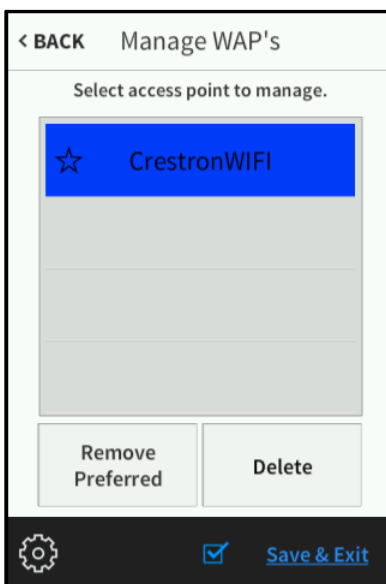 < BACK Manage WAP's
Select access point to manage.
CrestronWIFI
Remove
Preferred
Delete
Save & Exit